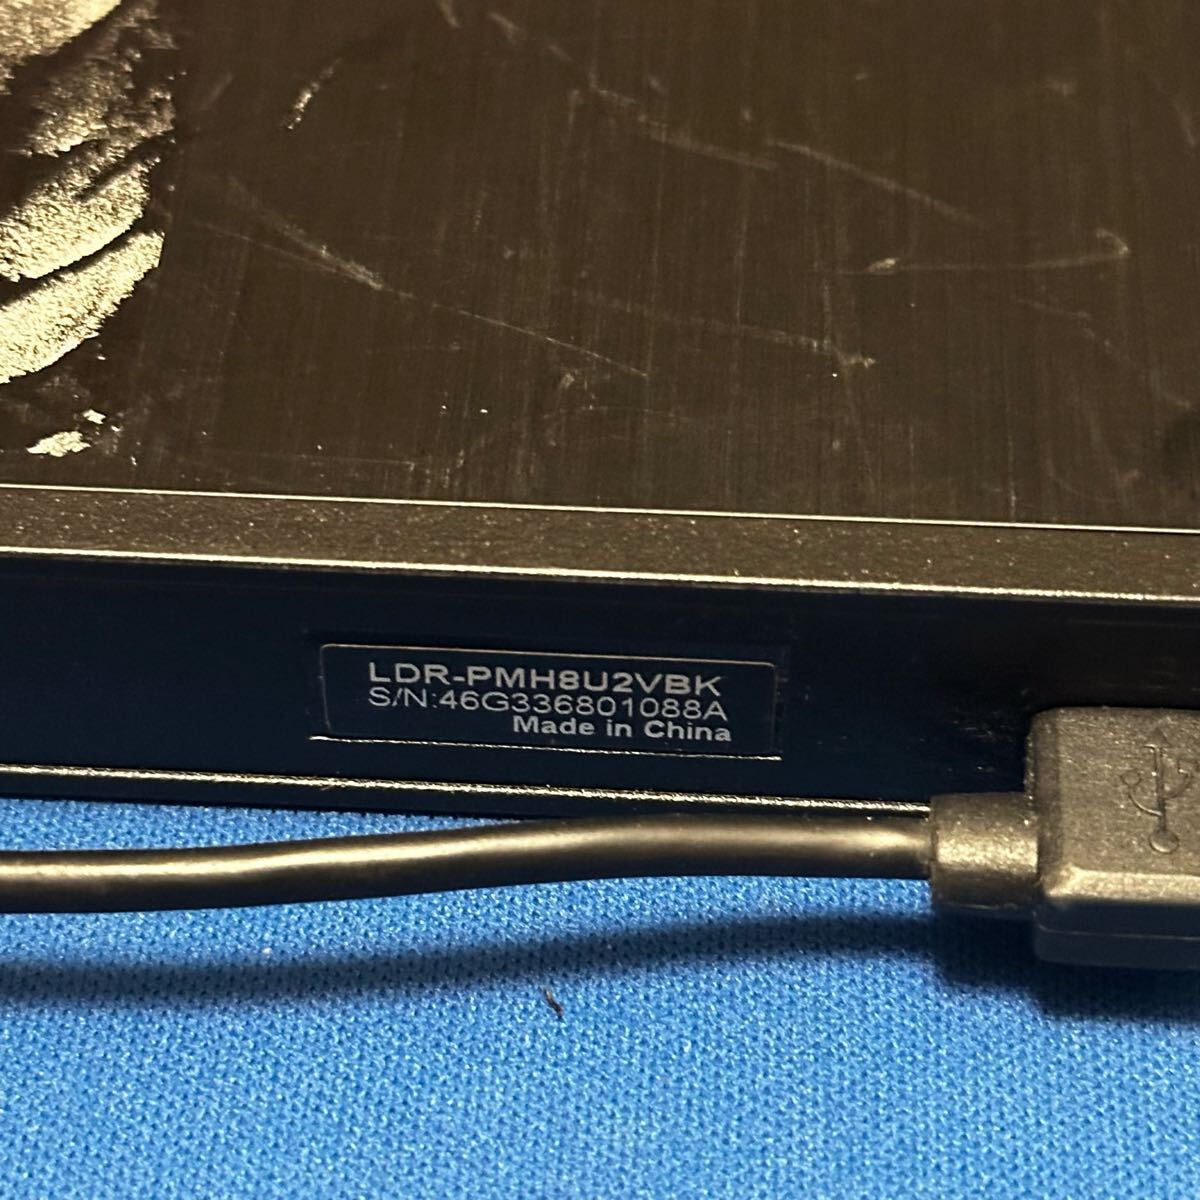 LDR-PMH8U2VBK
S/N:46G336801088A
Made in China